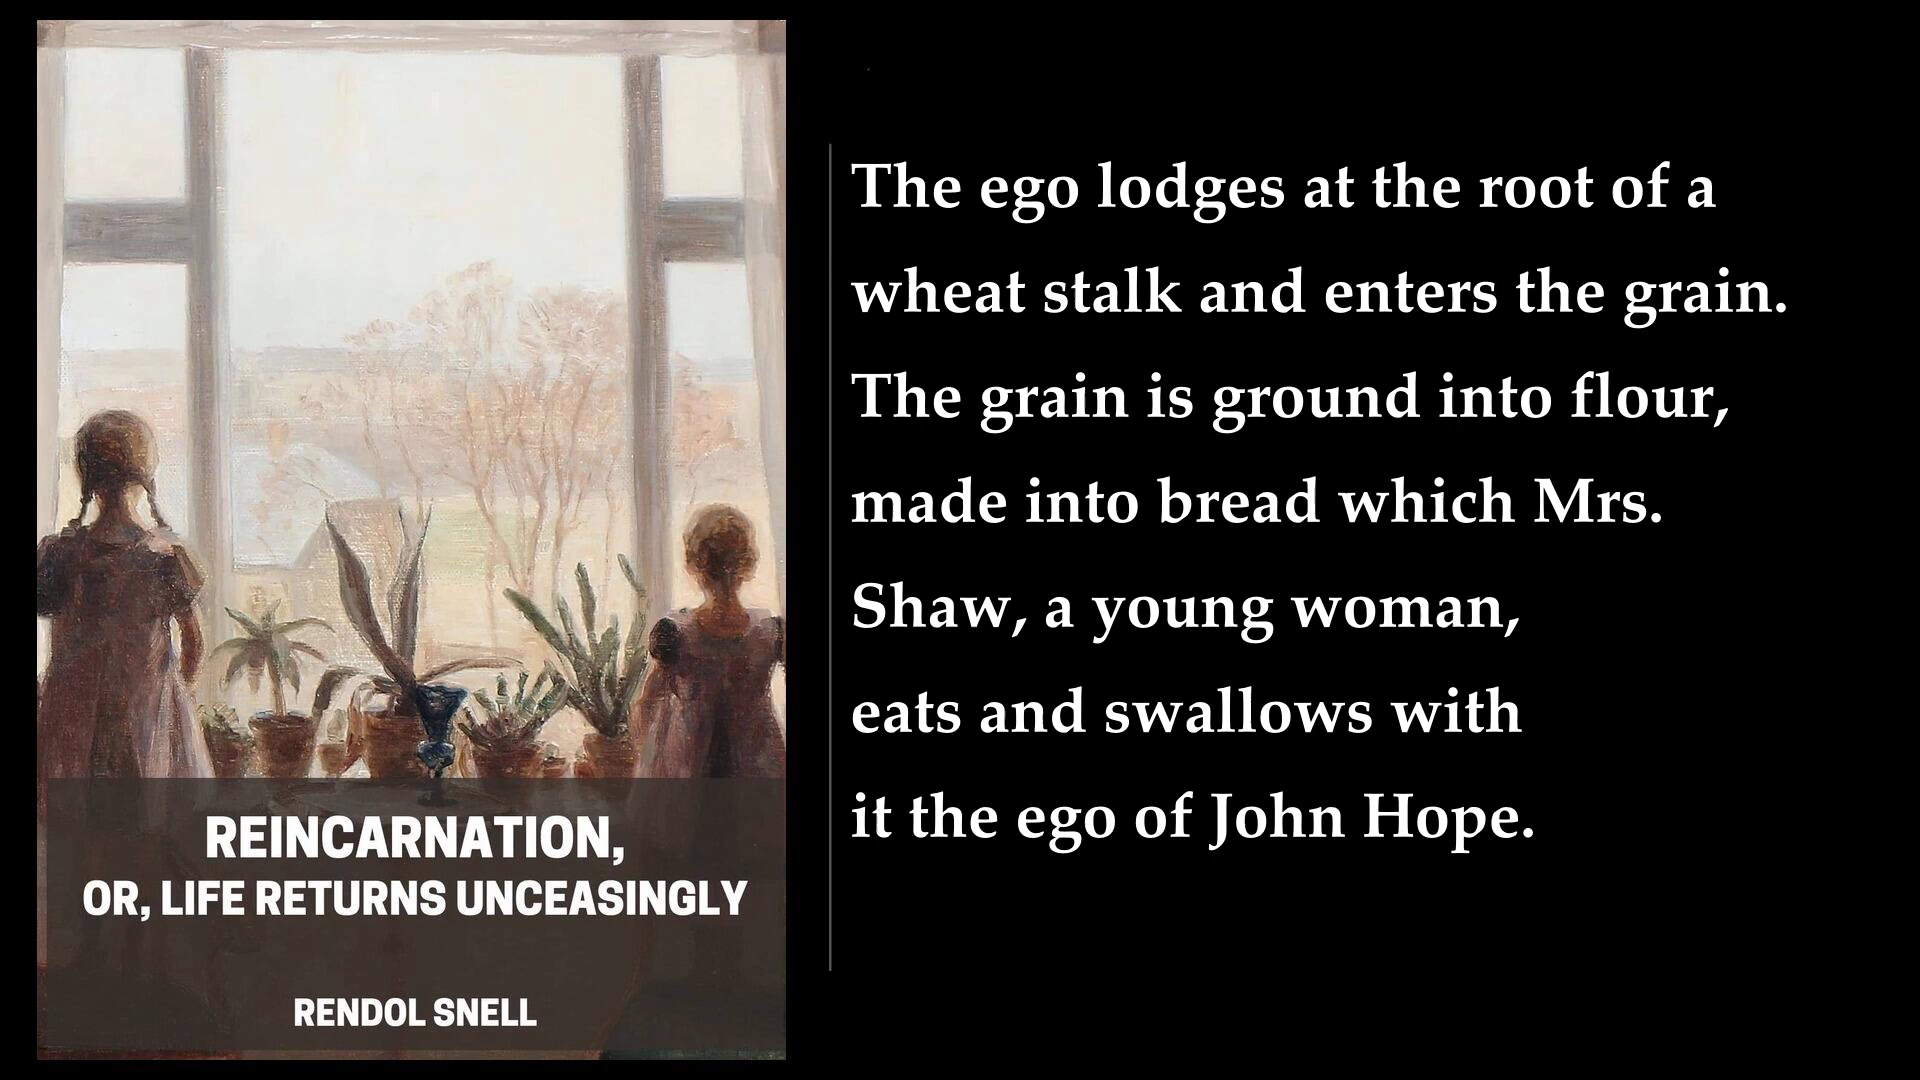 REINCARNATION,
OR, LIFE RETURNS UNCEASINGLY
RENDOL SNELL
The ego lodges at the root of a
wheat stalk and enters the grain.
The grain is ground into flour,
made into bread which Mrs.
Shaw, a young woman,
eats and swallows with
it the ego of John Hope.